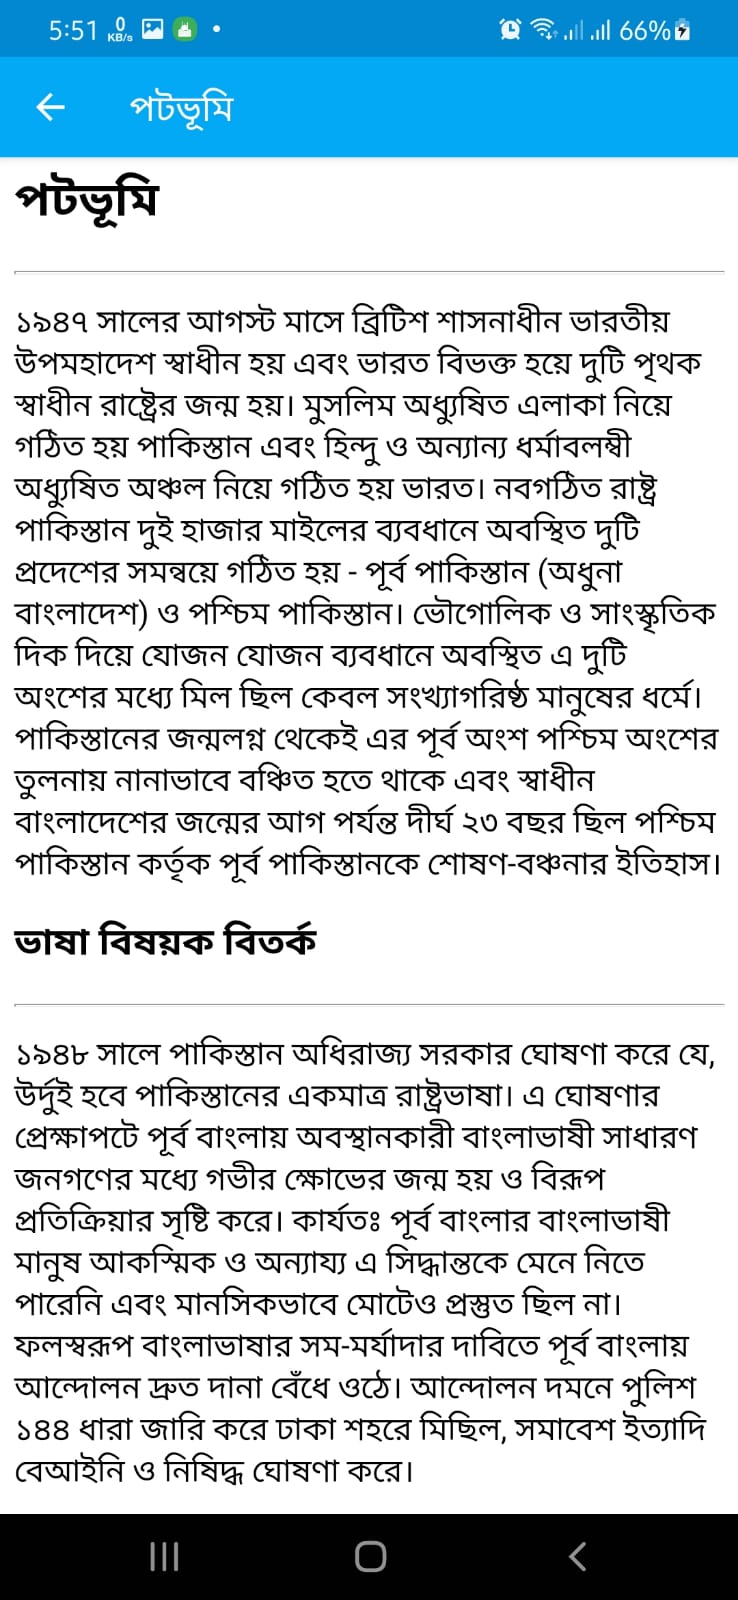 5:51 0 KB/s 66%
পটভূমি
পটভূমি
১৯৪৭ সালের আগস্ট মাসে ব্রিটিশ শাসনাধীন ভারতীয়
উপমহাদেশ স্বাধীন হয় এবং ভারত বিভক্ত হয়ে দুটি পৃথক
স্বাধীন রাষ্ট্রের জন্ম হয়। মুসলিম অধ্যুষিত এলাকা নিয়ে
গঠিত হয় পাকিস্তান এবং হিন্দু ও অন্যান্য ধর্মাবলম্বী
অধ্যুষিত অঞ্চল নিয়ে গঠিত হয় ভারত। নবগঠিত রাষ্ট্র
পাকিস্তান দুই হাজার মাইলের ব্যবধানে অবস্থিত দুটি
প্রদেশের সমন্বয়ে গঠিত হয় - পূর্ব পাকিস্তান (অধুনা
বাংলাদেশ) ও পশ্চিম পাকিস্তান। ভৌগোলিক ও সাংস্কৃতিক
দিক দিয়ে যোজন যোজন ব্যবধানে অবস্থিত এ দুটি
অংশের মধ্যে মিল ছিল কেবল সংখ্যাগরিষ্ঠ মানুষের ধর্মে।
পাকিস্তানের জন্মলগ্ন থেকেই এর পূর্ব অংশ পশ্চিম অংশের
তুলনায় নানাভাবে বঞ্চিত হতে থাকে এবং স্বাধীন
বাংলাদেশের জন্মের আগ পর্যন্ত দীর্ঘ ২৩ বছর ছিল পশ্চিম
পাকিস্তান কর্তৃক পূর্ব পাকিস্তানকে শোষণ-বঞ্চনার ইতিহাস।
ভাষা বিষয়ক বিতর্ক
১৯৪৮ সালে পাকিস্তান অধিরাজ্য সরকার ঘোষণা করে যে,
উর্দুই হবে পাকিস্তানের একমাত্র রাষ্ট্রভাষা। এ ঘোষণার
প্রেক্ষাপটে পূর্ব বাংলায় অবস্থানকারী বাংলাভাষী সাধারণ
জনগণের মধ্যে গভীর ক্ষোভের জন্ম হয় ও বিরূপ
প্রতিক্রিয়ার সৃষ্টি করে। কার্যতঃ পূর্ব বাংলার বাংলাভাষী
মানুষ আকস্মিক ও অন্যায্য এ সিদ্ধান্তকে মেনে নিতে
পারেনি এবং মানসিকভাবে মোটেও প্রস্তুত ছিল না।
ফলস্বরূপ বাংলাভাষার সম-মর্যাদার দাবিতে পূর্ব বাংলায়
আন্দোলন দ্রুত দানা বেঁধে ওঠে। আন্দোলন দমনে পুলিশ
১৪৪ ধারা জারি করে ঢাকা শহরে মিছিল, সমাবেশ ইত্যাদি
বেআইনি ও নিষিদ্ধ ঘোষণা করে।